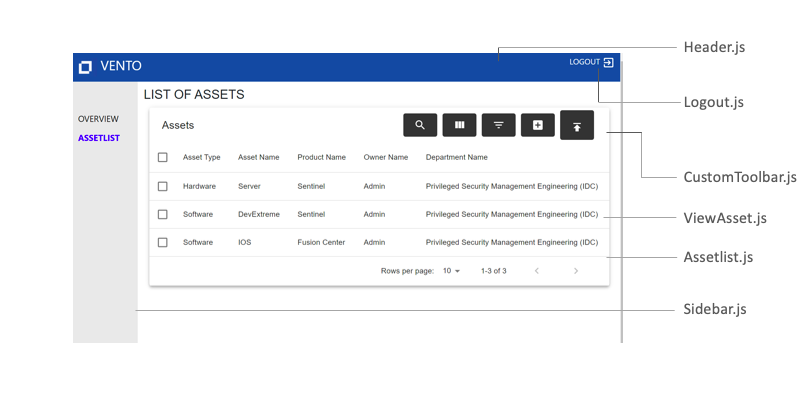 Header.js
VENTO
LOGOUT
LIST OF ASSETS
Logout.js
OVERVIEW
ASSETLIST
Assets
CustomToolbar.js
Asset Type Asset Name Product Name Owner Name Department Name
Hardware Server Sentinel Admin Privileged Security Management Engineering (IDC)
Software DevExtreme Sentinel Admin Privileged Security Management Engineering (IDC)
ViewAsset.js
Software IOS Fusion Center Admin Privileged Security Management Engineering (IDC)
Assetlist.js
Rows per page: 10 1-3 of 3
Sidebar.js